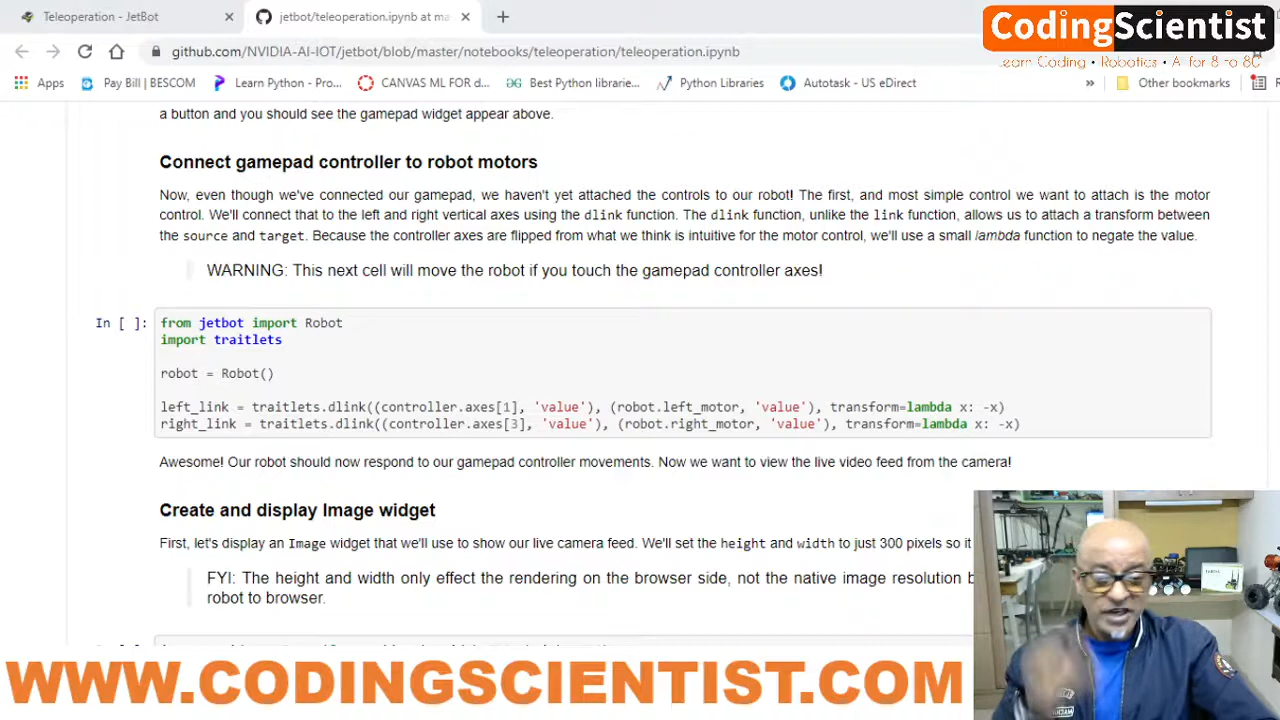 Teleoperation - JetBot
jetbot/teleoperation.ipynb at ma
CodingScientist
Learn Coding • Robotics • AI for 8 to 80
github.com/NVIDIA-AI-IOT/jetbot/blob/master/notebooks/teleoperation/teleoperation.ipynb
Apps
Pay Bill | BESCOM
Learn Python - Pro...
CANVAS ML FOR d...
Best Python librarie...
Python Libraries
Autotask - US eDirect
»
Other bookmarks
a button and you should see the gamepad widget appear above.
Connect gamepad controller to robot motors
Now, even though we've connected our gamepad, we haven't yet attached the controls to our robot! The first, and most simple control we want to attach is the motor
control. We'll connect that to the left and right vertical axes using the dlink function. The dlink function, unlike the link function, allows us to attach a transform between
the source and target. Because the controller axes are flipped from what we think is intuitive for the motor control, we'll use a small lambda function to negate the value.
WARNING: This next cell will move the robot if you touch the gamepad controller axes!
In [ ]:
from jetbot import Robot
import traitlets
robot = Robot()
left_link = traitlets.dlink((controller.axes[1], 'value'), (robot.left_motor, 'value'), transform=lambda x: -x)
right_link = traitlets.dlink((controller.axes[3], 'value'), (robot.right_motor, 'value'), transform=lambda x: -x)
Awesome! Our robot should now respond to our gamepad controller movements. Now we want to view the live video feed from the camera!
Create and display Image widget
First, let's display an Image widget that we'll use to show our live camera feed. We'll set the height and width to just 300 pixels so it
FYI: The height and width only effect the rendering on the browser side, not the native image resolution b
robot to browser.
WWW.CODINGSCIENTIST.COM